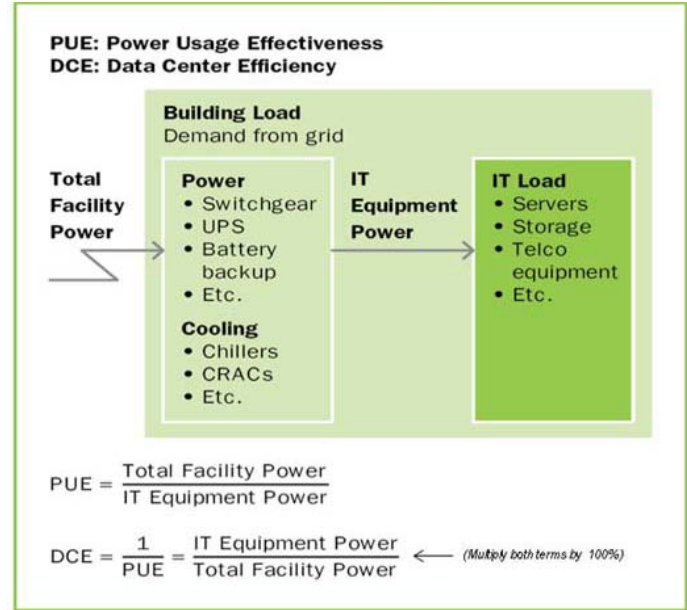 PUE: Power Usage Effectiveness
DCE: Data Center Efficiency
Building Load
Demand from grid
Total
Facility
Power
Power
• Switchgear
• UPS
• Battery
backup
• Etc.
Cooling
• Chillers
• CRACs
• Etc.
IT
Equipment
Power
IT Load
• Servers
• Storage
• Telco
equipment
• Etc.
PUE = Total Facility Power / IT Equipment Power
DCE = 1 / PUE = IT Equipment Power / Total Facility Power (Multiply both terms by 100%)